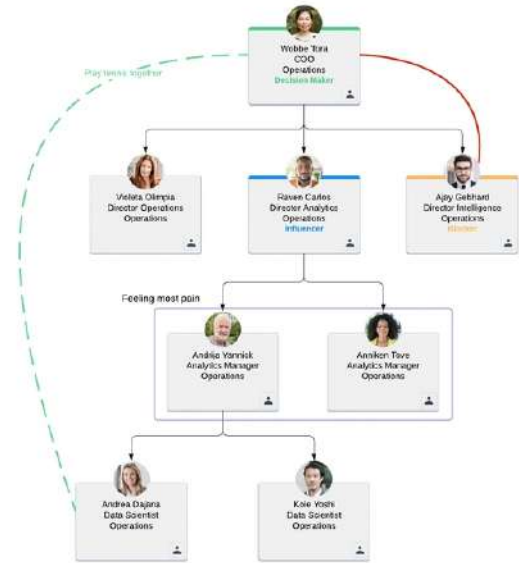 Wobbe Tora
COO
Operations
Decision Maker
Play tennis together
Violeta Olimpia
Director Operations
Operations
Raven Carlos
Director Analytics
Operations
Influencer
Ajay Gebhard
Director Intelligence
Operations
Blocker
Feeling most pain
Andrija Yannick
Analytics Manager
Operations
Anniken Tove
Analytics Manager
Operations
Andrea Dajana
Data Scientist
Operations
Koie Yoshi
Data Scientist
Operations